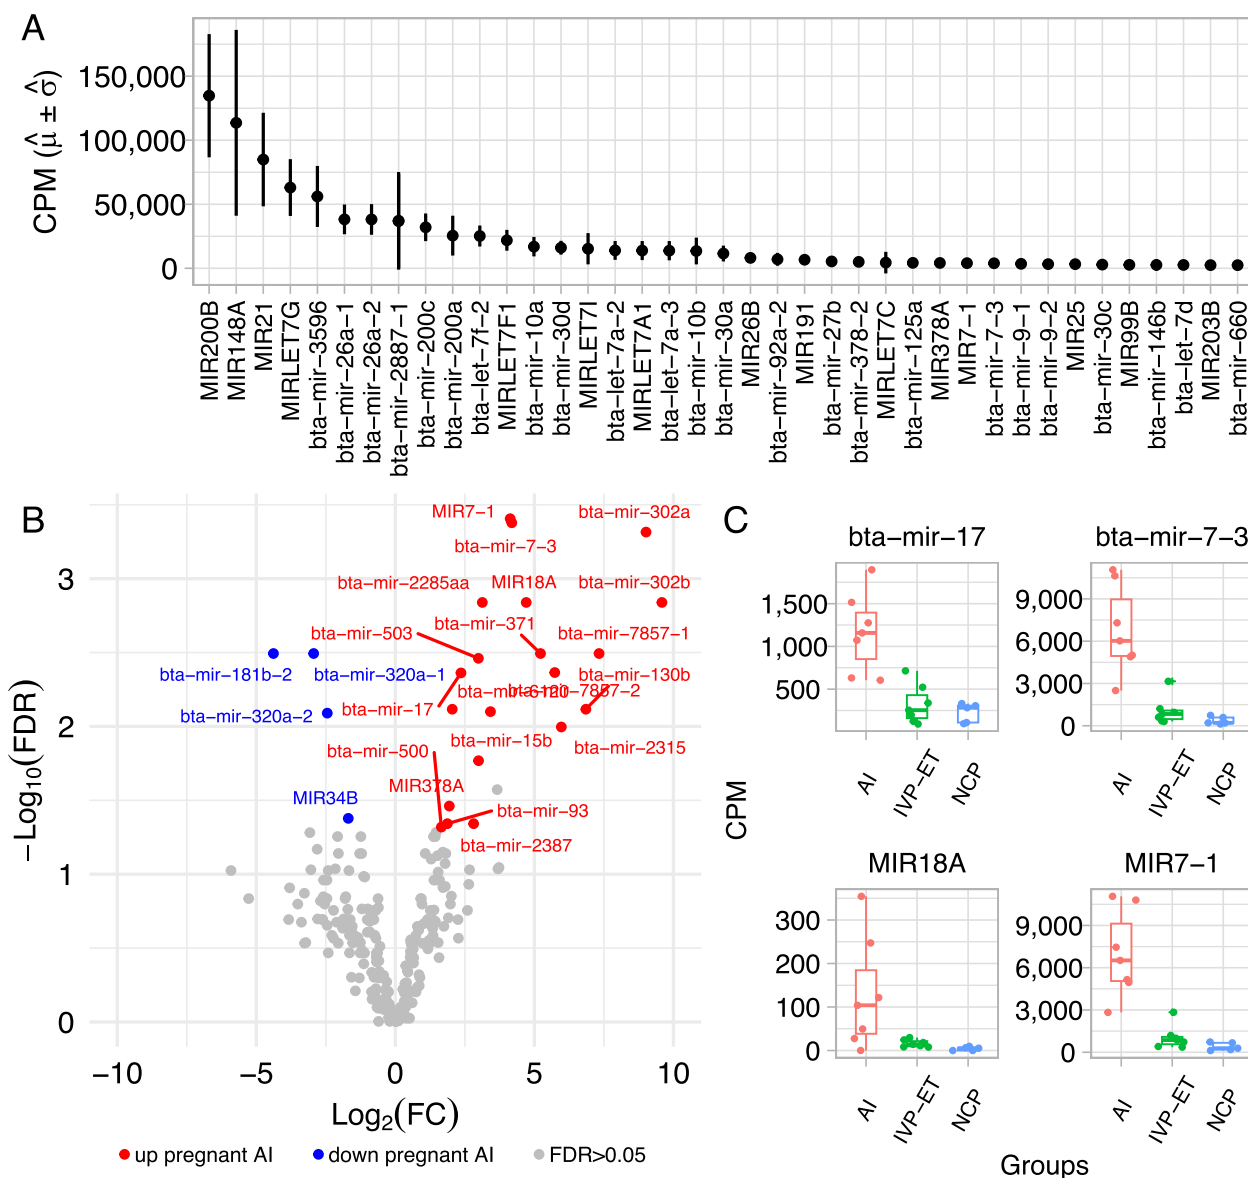 A
CPM (μ̂ ± σ̂)
150,000
100,000
50,000
0
MIR200B
MIR148A
MIR21
MIRLET7G
bta−mir−3596
bta−mir−26a−1
bta−mir−26a−2
bta−mir−2887−1
bta−mir−200c
bta−mir−200a
bta−let−7f−2
MIRLET7F1
bta−mir−10a
bta−mir−30d
MIRLET7I
bta−let−7a−2
MIRLET7A1
bta−let−7a−3
bta−mir−10b
bta−mir−30a
MIR26B
bta−mir−92a−2
MIR191
bta−mir−27b
bta−mir−378−2
MIRLET7C
bta−mir−125a
MIR378A
MIR7−1
bta−mir−7−3
bta−mir−9−1
bta−mir−9−2
MIR25
bta−mir−30c
MIR99B
bta−mir−146b
bta−let−7d
MIR203B
bta−mir−660
B
−Log10(FDR)
3
2
1
0
MIR7−1
bta−mir−302a
bta−mir−7−3
bta−mir−2285aa
MIR18A
bta−mir−302b
bta−mir−371
bta−mir−503
bta−mir−7857−1
bta−mir−181b−2
bta−mir−320a−1
bta−mir−130b
bta−mir−6120
bta−mir−7857−2
bta−mir−17
bta−mir−320a−2
bta−mir−15b
bta−mir−2315
bta−mir−500
MIR378A
MIR34B
bta−mir−93
bta−mir−2387
−10
−5
0
5
10
Log2(FC)
up pregnant AI
down pregnant AI
FDR>0.05
C
CPM
bta−mir−17
1,500
1,000
500
AI
IVP−ET
NCP
bta−mir−7−3
9,000
6,000
3,000
0
AI
IVP−ET
NCP
MIR18A
300
200
100
0
AI
IVP−ET
NCP
MIR7−1
9,000
6,000
3,000
0
AI
IVP−ET
NCP
Groups